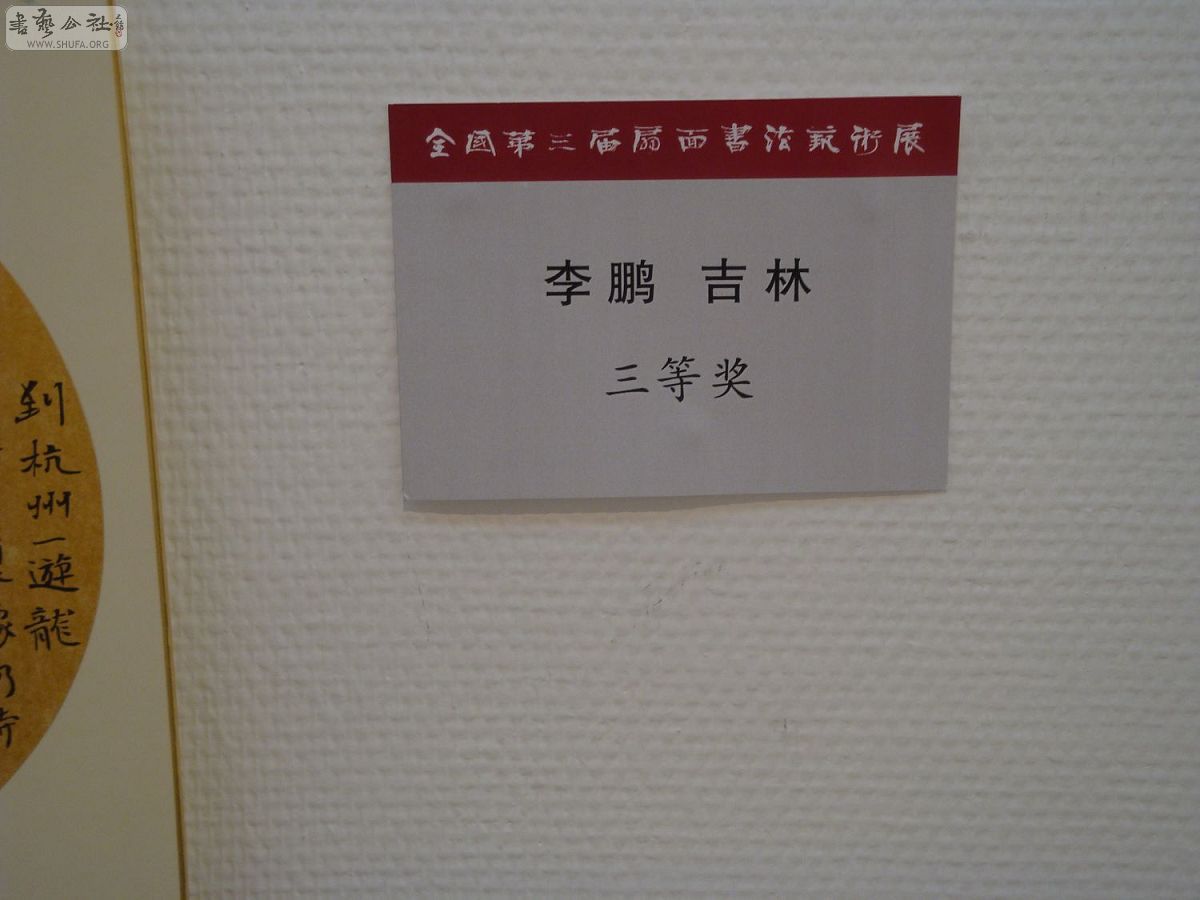 書藝公社
WWW.SHUFA.ORG
全國第三届扇面書法藝術展
李鹏 吉林
三等奖
到杭州一遊龍